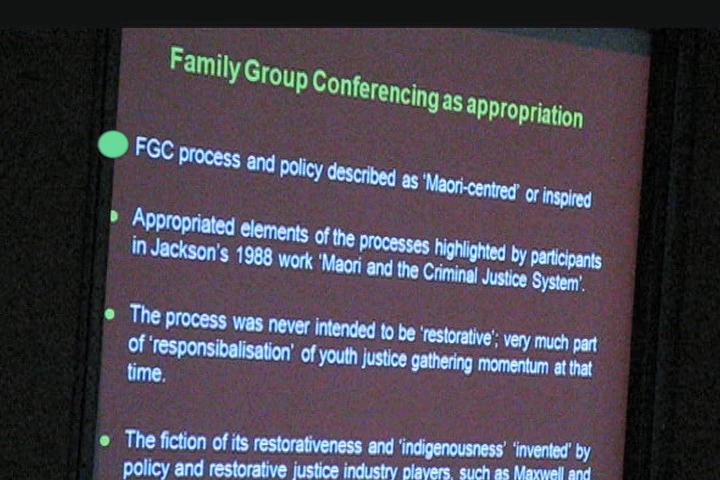 Family Group Conferencing as appropriation
FGC process and policy described as 'Maori-centred' or inspired
Appropriated elements of the processes highlighted by participants
in Jackson's 1988 work 'Maori and the Criminal Justice System'.
The process was never intended to be 'restorative'; very much part
of 'responsibilisation' of youth justice gathering momentum at that
time.
The fiction of its restorativeness and 'indigenousness' 'invented' by
policy and restorative justice industry players, such as Maxwell and